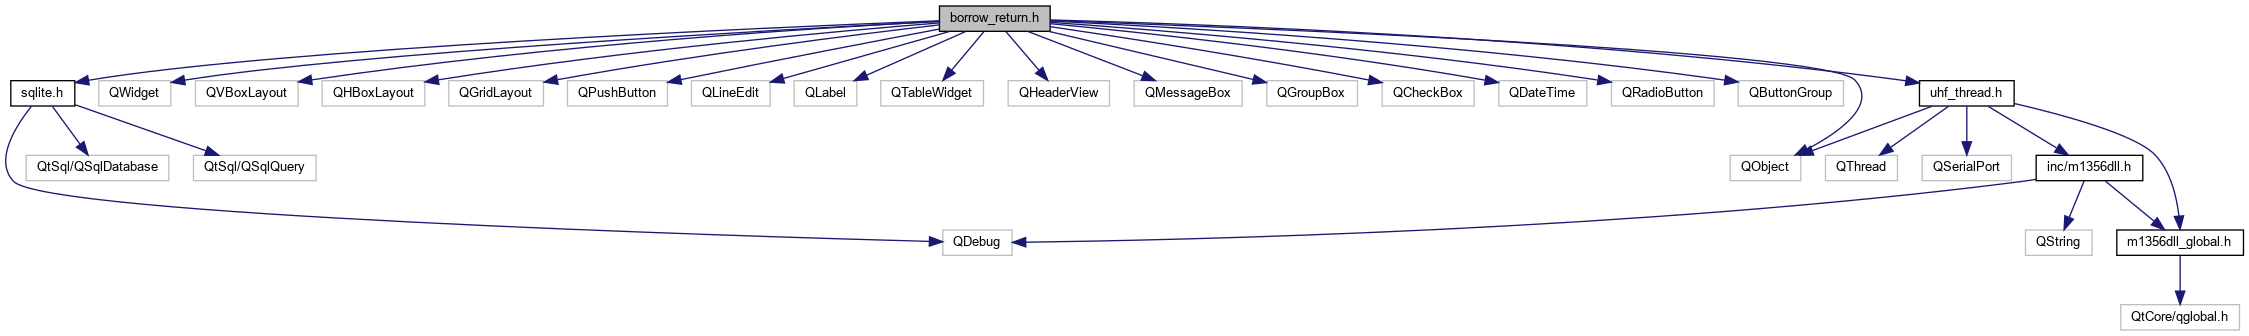 borrow_return.h
sqlite.h
QWidget
QVBoxLayout
QHBoxLayout
QGridLayout
QPushButton
QLineEdit
QLabel
QTableWidget
QHeaderView
QMessageBox
QGroupBox
QCheckBox
QDateTime
QRadioButton
QButtonGroup
uhf_thread.h
QtSql/QSqlDatabase
QtSql/QSqlQuery
QObject
QThread
QSerialPort
inc/m1356dll.h
QDebug
QString
m1356dll_global.h
QtCore/qglobal.h